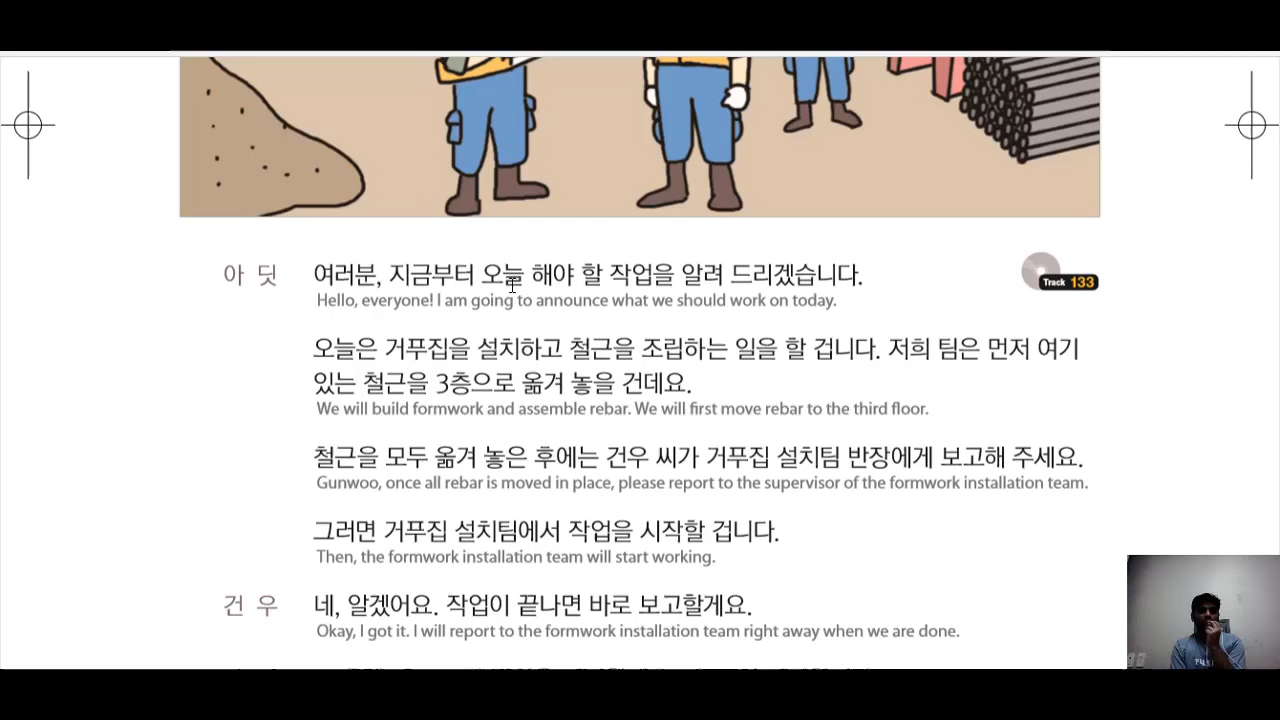 아 딧 여러분, 지금부터 오늘 해야 할 작업을 알려 드리겠습니다.
Track 133
Hello, everyone! I am going to announce what we should work on today.
오늘은 거푸집을 설치하고 철근을 조립하는 일을 할 겁니다. 저희 팀은 먼저 여기
있는 철근을 3층으로 옮겨 놓을 건데요.
We will build formwork and assemble rebar. We will first move rebar to the third floor.
철근을 모두 옮겨 놓은 후에는 건우 씨가 거푸집 설치팀 반장에게 보고해 주세요.
Gunwoo, once all rebar is moved in place, please report to the supervisor of the formwork installation team.
그러면 거푸집 설치팀에서 작업을 시작할 겁니다.
Then, the formwork installation team will start working.
건 우 네, 알겠어요. 작업이 끝나면 바로 보고할게요.
Okay, I got it. I will report to the formwork installation team right away when we are done.